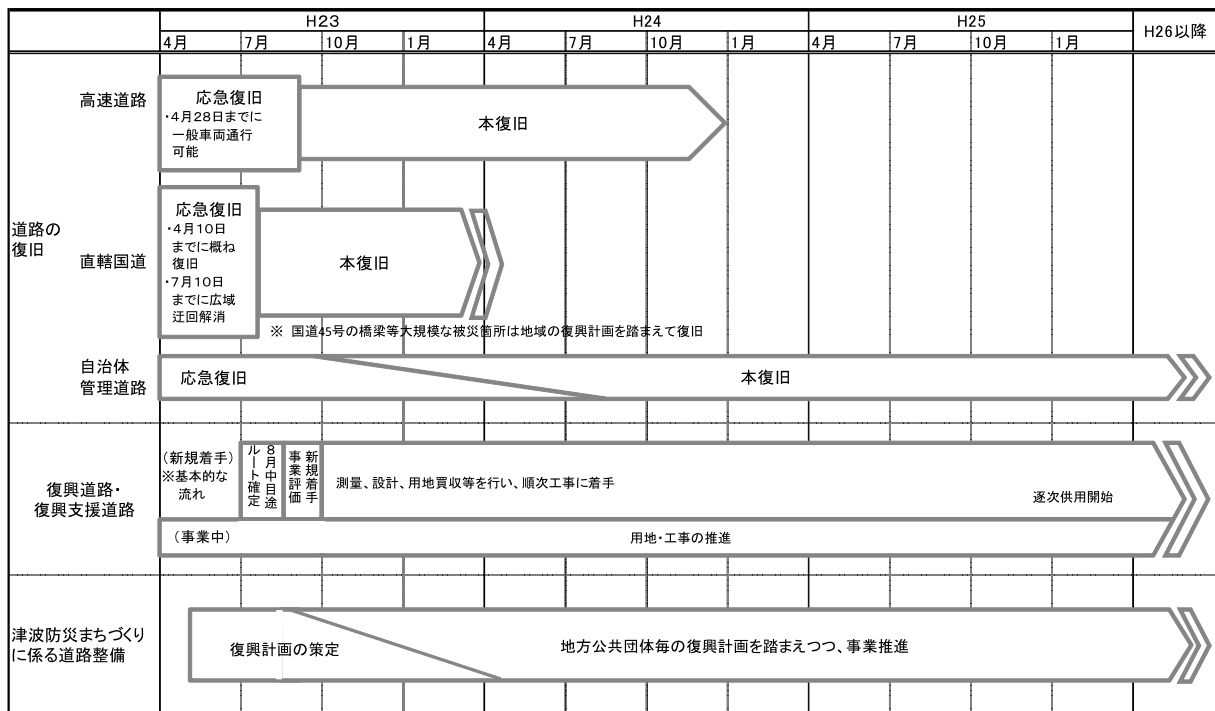 H23
H24
H25
H26以降
4月
7月
10月
1月
4月
7月
10月
1月
4月
7月
10月
1月
道路の
復旧
高速道路
応急復旧
・4月28日までに
一般車両通行
可能
本復旧
直轄国道
応急復旧
・4月10日
までに概ね
復旧
・7月10日
までに広域
迂回解消
本復旧
※ 国道45号の橋梁等大規模な被災箇所は地域の復興計画を踏まえて復旧
自治体
管理道路
応急復旧
本復旧
復興道路・
復興支援道路
(新規着手)
※基本的な
流れ
8月中目途
ルート確定
新規着手
事業評価
測量、設計、用地買収等を行い、順次工事に着手
逐次供用開始
(事業中)
用地・工事の推進
津波防災まちづくり
に係る道路整備
復興計画の策定
地方公共団体毎の復興計画を踏まえつつ、事業推進